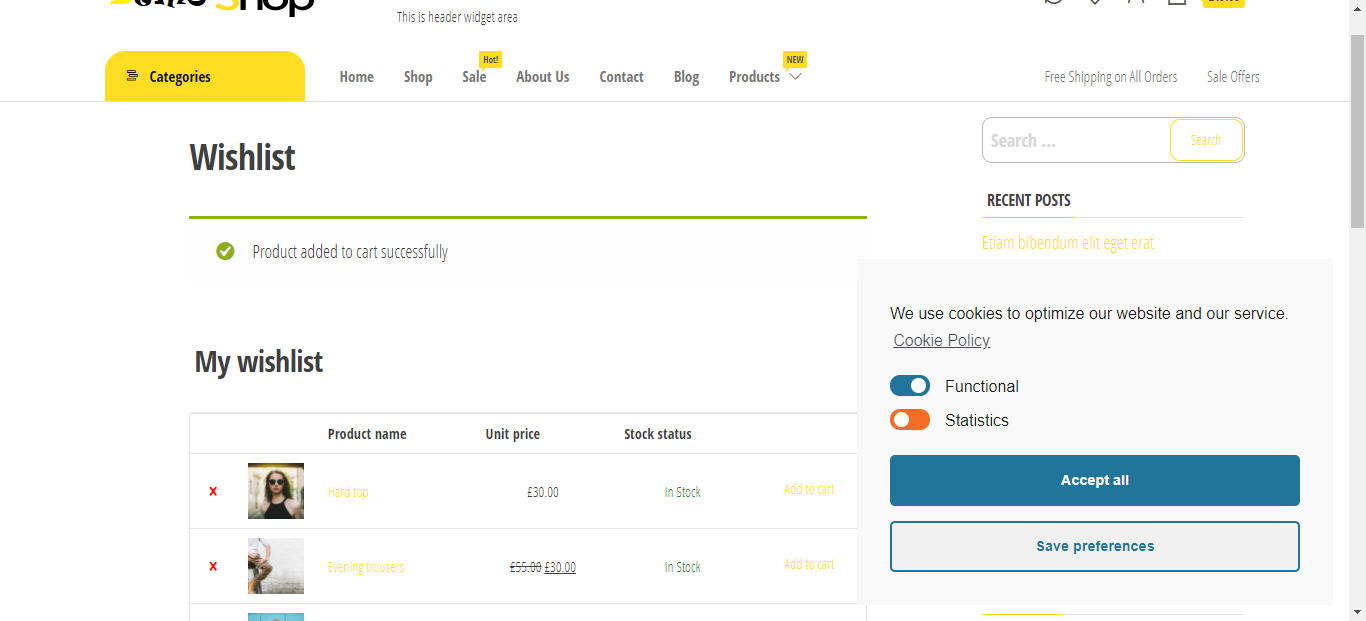 Shop
This is header widget area
Hot!
NEW
Categories
Home
Shop
Sale
About Us
Contact
Blog
Products
Free Shipping on All Orders
Sale Offers
Wishlist
Search ...
Search
RECENT POSTS
Product added to cart successfully
Etiam bibendum elit eget erat
We use cookies to optimize our website and our service.
Cookie Policy
My wishlist
Functional
Statistics
Product name
Unit price
Stock status
Hard top
£30.00
In Stock
Add to cart
Accept all
Evening trousers
£55.00 £30.00
In Stock
Add to cart
Save preferences